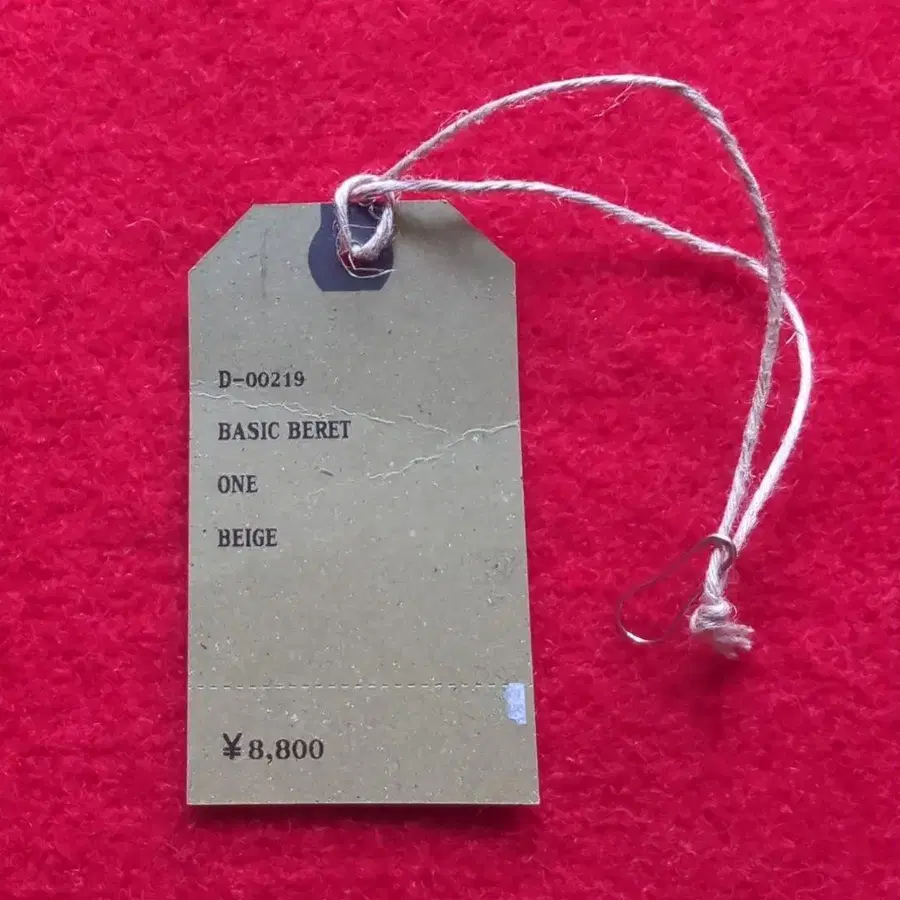 D-00219
BASIC BERET
ONE
BEIGE
¥8,800